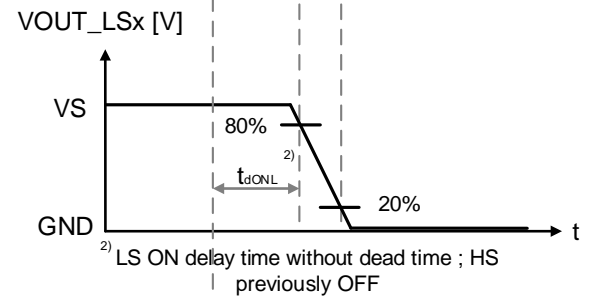 VOUT_LSx [V]
VS
80%
2)
tdONL
20%
GND
t
2) LS ON delay time without dead time ; HS
previously OFF